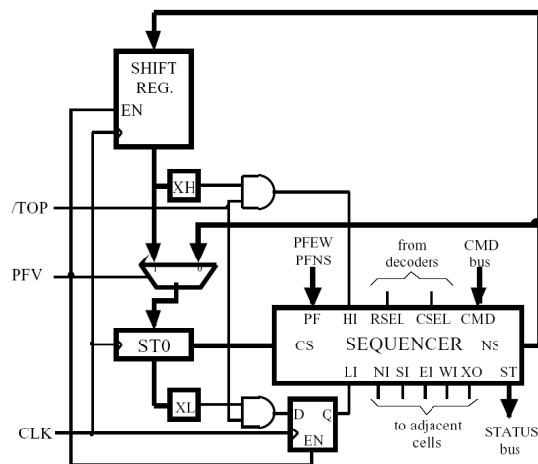 SHIFT
REG.
EN
XH
/TOP
1 0
PFV
PFEW
PFNS
from
decoders
CMD
bus
PF HI RSEL CSEL CMD
ST0
CS SEQUENCER NS
LI NI SI EI WI XO ST
XL
D Q
EN
CLK
to adjacent
cells
STATUS
bus